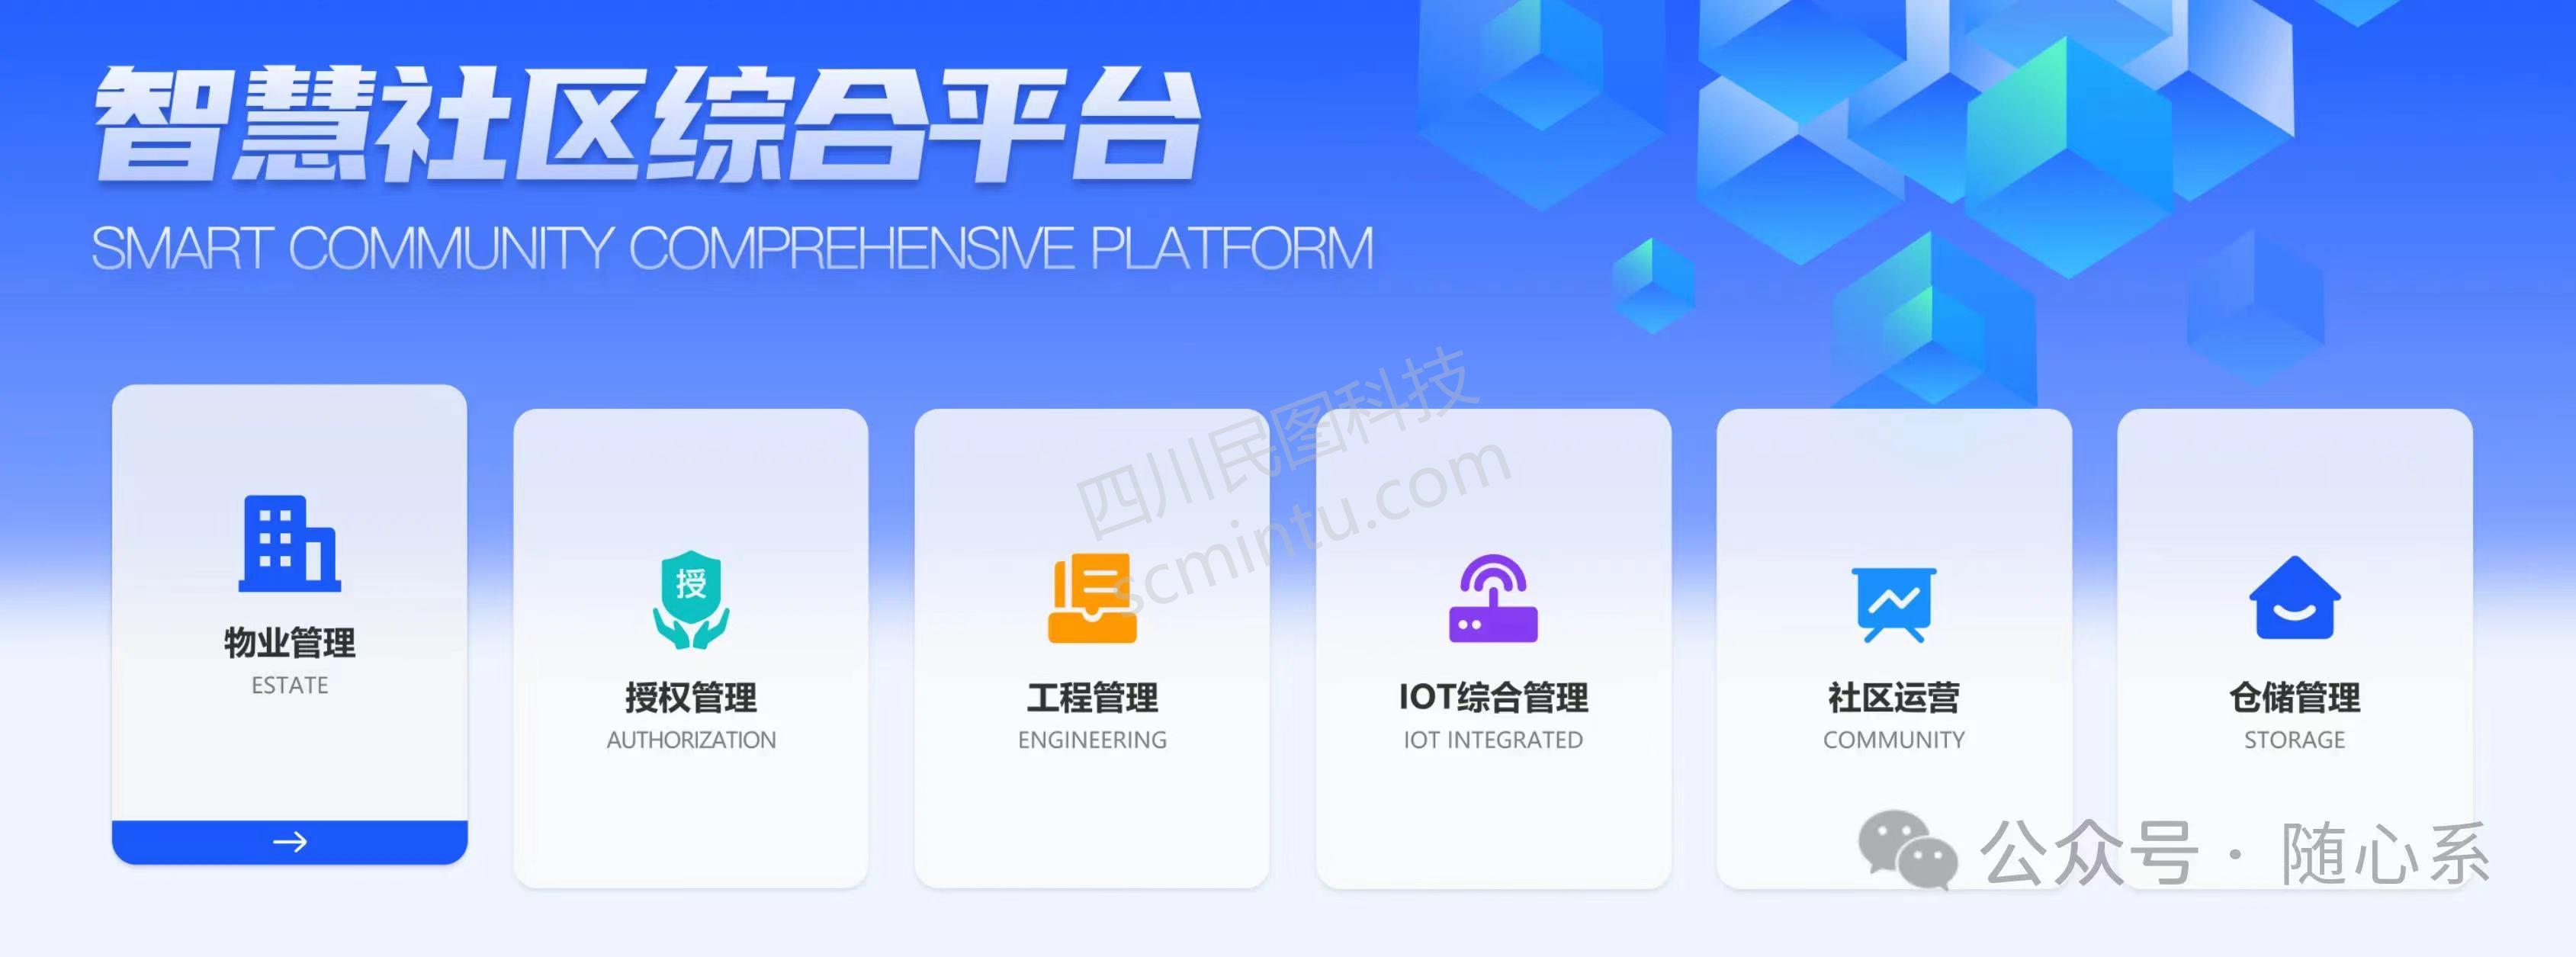 智慧社区综合平台
SMART COMMUNITY COMPREHENSIVE PLATFORM
四川民图科技
scmintu.com
物业管理
ESTATE
授
授权管理
AUTHORIZATION
工程管理
ENGINEERING
IOT综合管理
IOT INTEGRATED
社区运营
COMMUNITY
仓储管理
STORAGE
公众号 · 随心系